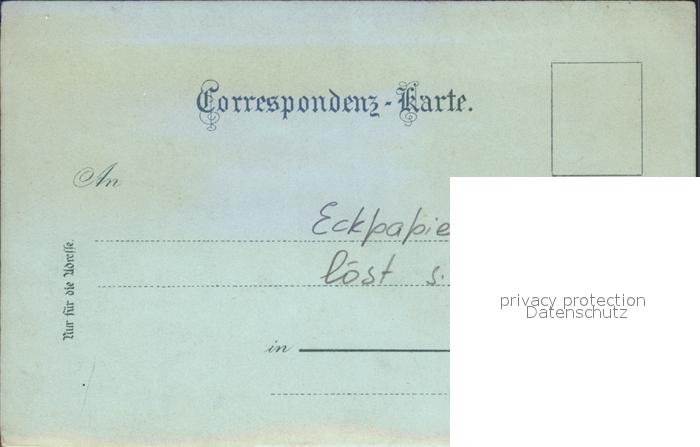 Correspondenz-Karte.
An
Eckpapie
löst s.
in
Nur für die Adresse.
privacy protection
Datenschutz